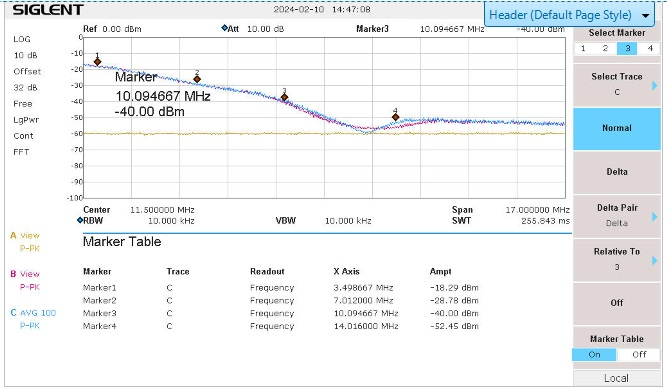 SIGLENT
2024-02-10 14:47:08
Header (Default Page Style)
Ref 0.00 dBm Att 10.00 dB Marker3 10.094667 MHz -40.00 dBm
LOG
10 dB
Offset
32 dB
Free
LgPwr
Cont
FFT
0
-10
-20
-30
-40
-50
-60
-70
-80
-90
-100
1
2
3
4
Marker
10.094667 MHz
-40.00 dBm
Center 11.500000 MHz Span 17.000000 MHz
RBW 10.000 kHz VBW 10.000 kHz SWT 255.843 ms
A View
P-PK
B View
P-PK
C AVG 100
P-PK
Marker Table
Marker Trace Readout X Axis Ampt
Marker1 C Frequency 3.498667 MHz -18.29 dBm
Marker2 C Frequency 7.012000 MHz -28.78 dBm
Marker3 C Frequency 10.094667 MHz -40.00 dBm
Marker4 C Frequency 14.016000 MHz -52.45 dBm
Select Marker
1 2 3 4
Select Trace
C
Normal
Delta
Delta Pair
Delta
Relative To
3
Off
Marker Table
On Off
Local